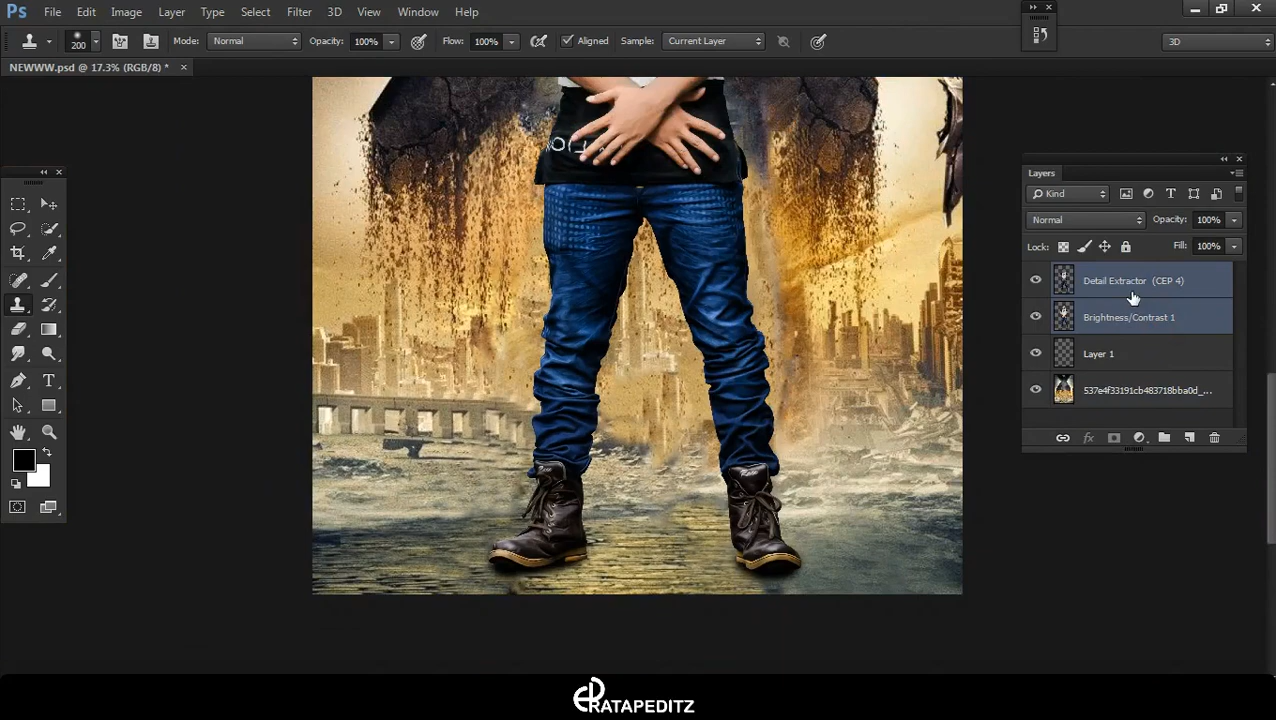 Ps File Edit Image Layer Type Select Filter 3D View Window Help
200 Mode: Normal Opacity: 100% Flow: 100% Aligned Sample: Current Layer 3D
NEWWW.psd @ 17.3% (RGB/8) *
Layers
Kind
Normal Opacity: 100%
Lock: Fill: 100%
Detail Extractor (CEP 4)
Brightness/Contrast 1
Layer 1
537e4f33191cb483718bba0d_...
fx
RATAPEDITZ